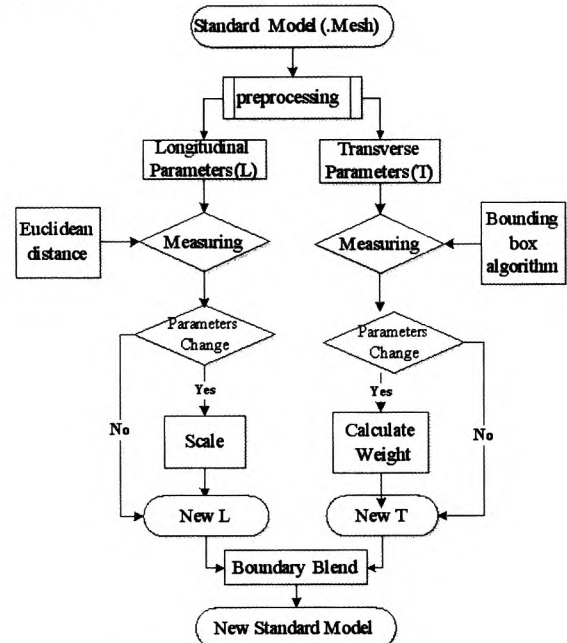 Standard Model (.Mesh)
preprocessing
Longitudinal
Parameters(L)
Transverse
Parameters(T)
Euclidean
distance
Measuring
Measuring
Bounding
box
algorithm
Parameters
Change
Parameters
Change
Yes
Yes
No
Scale
Calculate
Weight
No
New L
New T
Boundary Blend
New Standard Model